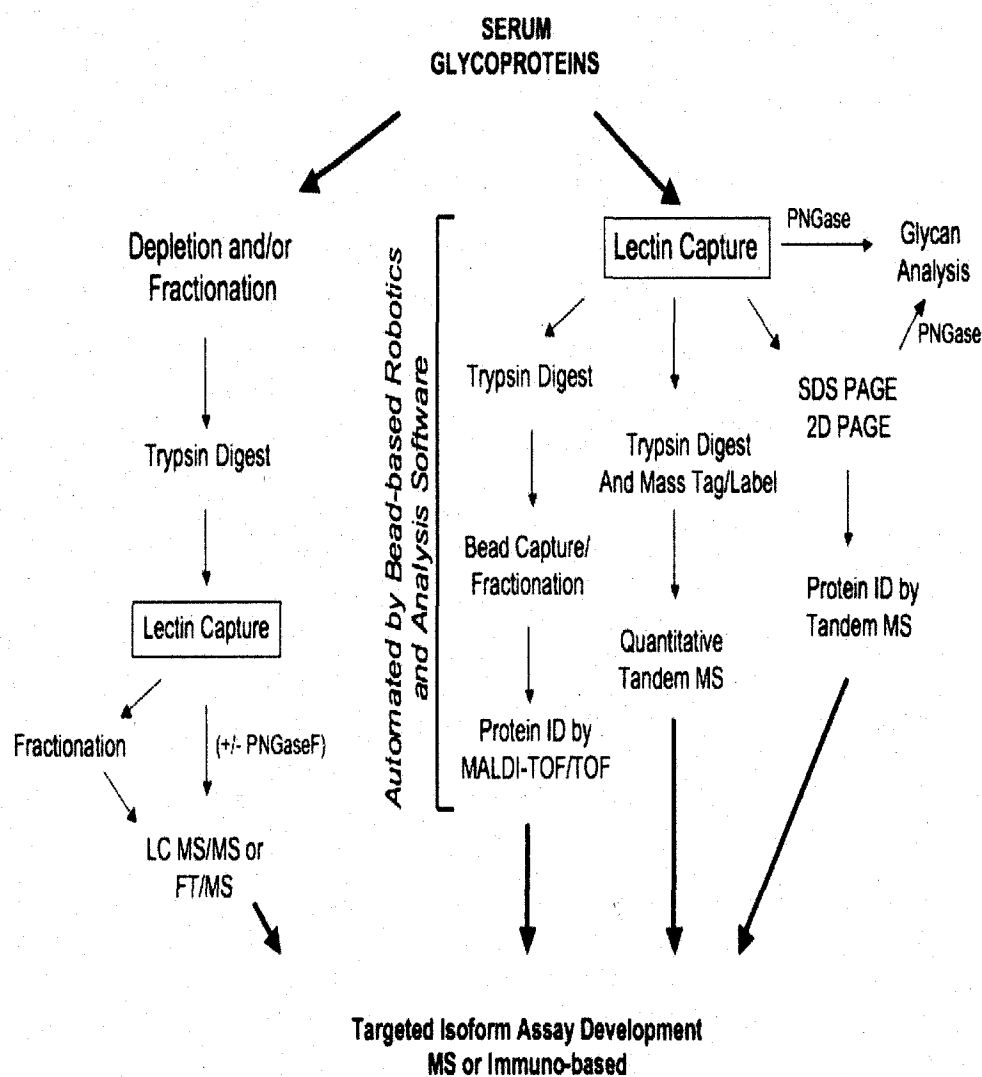 SERUM
GLYCOPROTEINS
Depletion and/or
Fractionation
Trypsin Digest
Lectin Capture
Fractionation
(+/- PNGaseF)
LC MS/MS or
FT/MS
Automated by Bead-based Robotics
and Analysis Software
Lectin Capture
PNGase
Glycan
Analysis
PNGase
Trypsin Digest
Bead Capture/
Fractionation
Protein ID by
MALDI-TOF/TOF
Trypsin Digest
And Mass Tag/Label
Quantitative
Tandem MS
SDS PAGE
2D PAGE
Protein ID by
Tandem MS
Targeted Isoform Assay Development
MS or Immuno-based